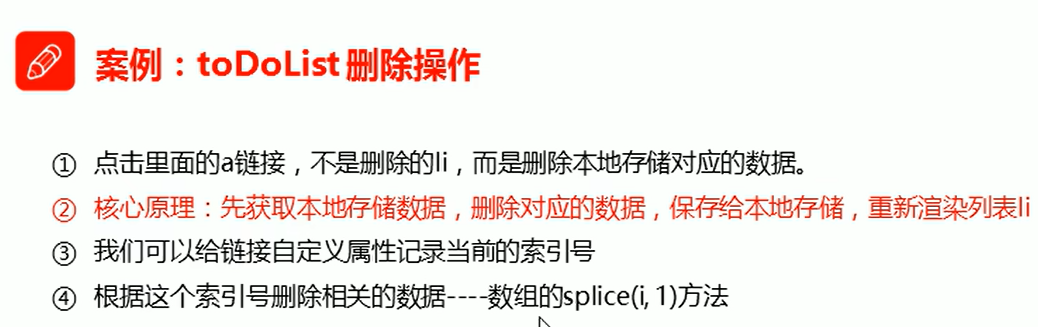 案例：toDoList 删除操作
① 点击里面的a链接，不是删除的li，而是删除本地存储对应的数据。
② 核心原理：先获取本地存储数据，删除对应的数据，保存给本地存储，重新渲染列表li
③ 我们可以给链接自定义属性记录当前的索引号
④ 根据这个索引号删除相关的数据----数组的splice(i, 1)方法